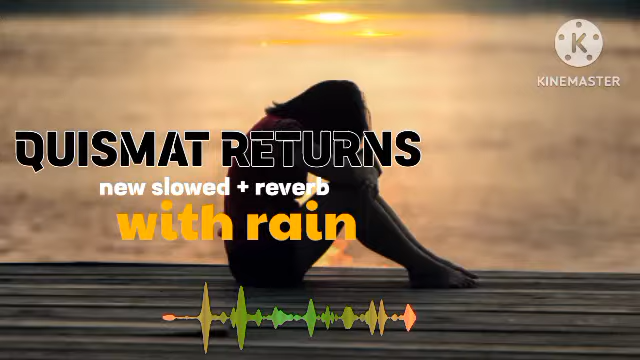 K
KINEMASTER
QUISMAT RETURNS
new slowed + reverb
with rain